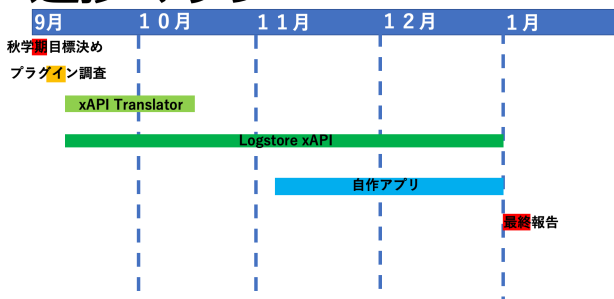 9月 10月 11月 12月 1月
秋学期目標決め
プラグイン調査
xAPI Translator
Logstore xAPI
自作アプリ
最終報告